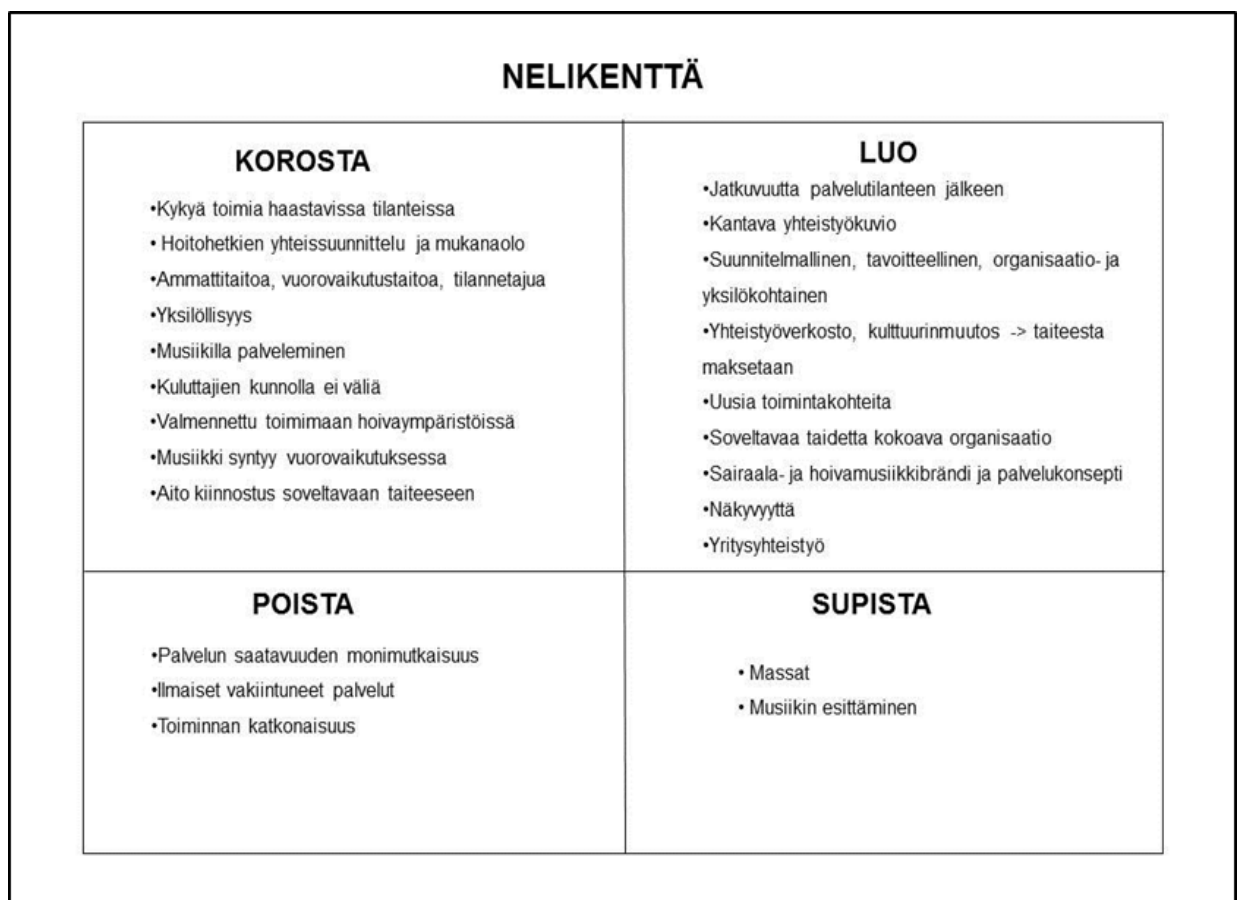 NELIKENTTÄ
KOROSTA
•Kykyä toimia haastavissa tilanteissa
• Hoitohetkien yhteissuunnittelu ja mukanaolo
•Ammattitaitoa, vuorovaikutustaitoa, tilannetajua
•Yksilöllisyys
•Musiikilla palveleminen
•Kuluttajien kunnolla ei väliä
•Valmennettu toimimaan hoivaympäristöissä
•Musiikki syntyy vuorovaikutuksessa
•Aito kiinnostus soveltavaan taiteeseen
LUO
•Jatkuvuutta palvelutilanteen jälkeen
•Kantava yhteistyökuvio
•Suunnitelmallinen, tavoitteellinen, organisaatio- ja
yksilökohtainen
•Yhteistyöverkosto, kulttuurinmuutos -> taiteesta
maksetaan
•Uusia toimintakohteita
•Soveltavaa taidetta kokoava organisaatio
•Sairaala- ja hoivamusiikkibrändi ja palvelukonsepti
•Näkyvyyttä
•Yritysyhteistyö
POISTA
•Palvelun saatavuuden monimutkaisuus
•Ilmaiset vakiintuneet palvelut
•Toiminnan katkonaisuus
SUPISTA
• Massat
• Musiikin esittäminen